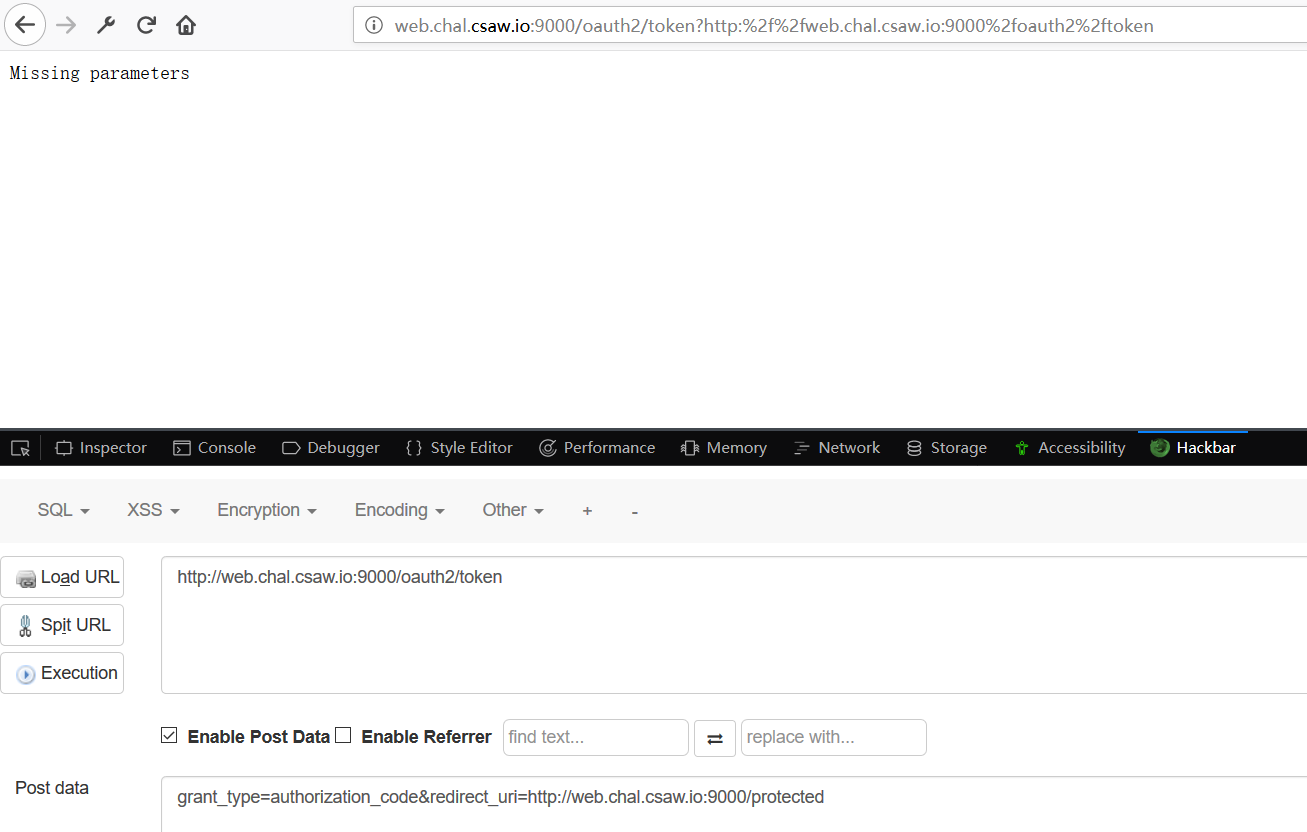 web.chal.csaw.io:9000/oauth2/token?http:%2f%2fweb.chal.csaw.io:9000%2foauth2%2ftoken
Missing parameters
Inspector Console Debugger {} Style Editor Performance Memory Network Storage Accessibility Hackbar
SQL XSS Encryption Encoding Other + -
Load URL http://web.chal.csaw.io:9000/oauth2/token
Spit URL
Execution
Enable Post Data Enable Referrer find text... replace with...
Post data grant_type=authorization_code&redirect_uri=http://web.chal.csaw.io:9000/protected